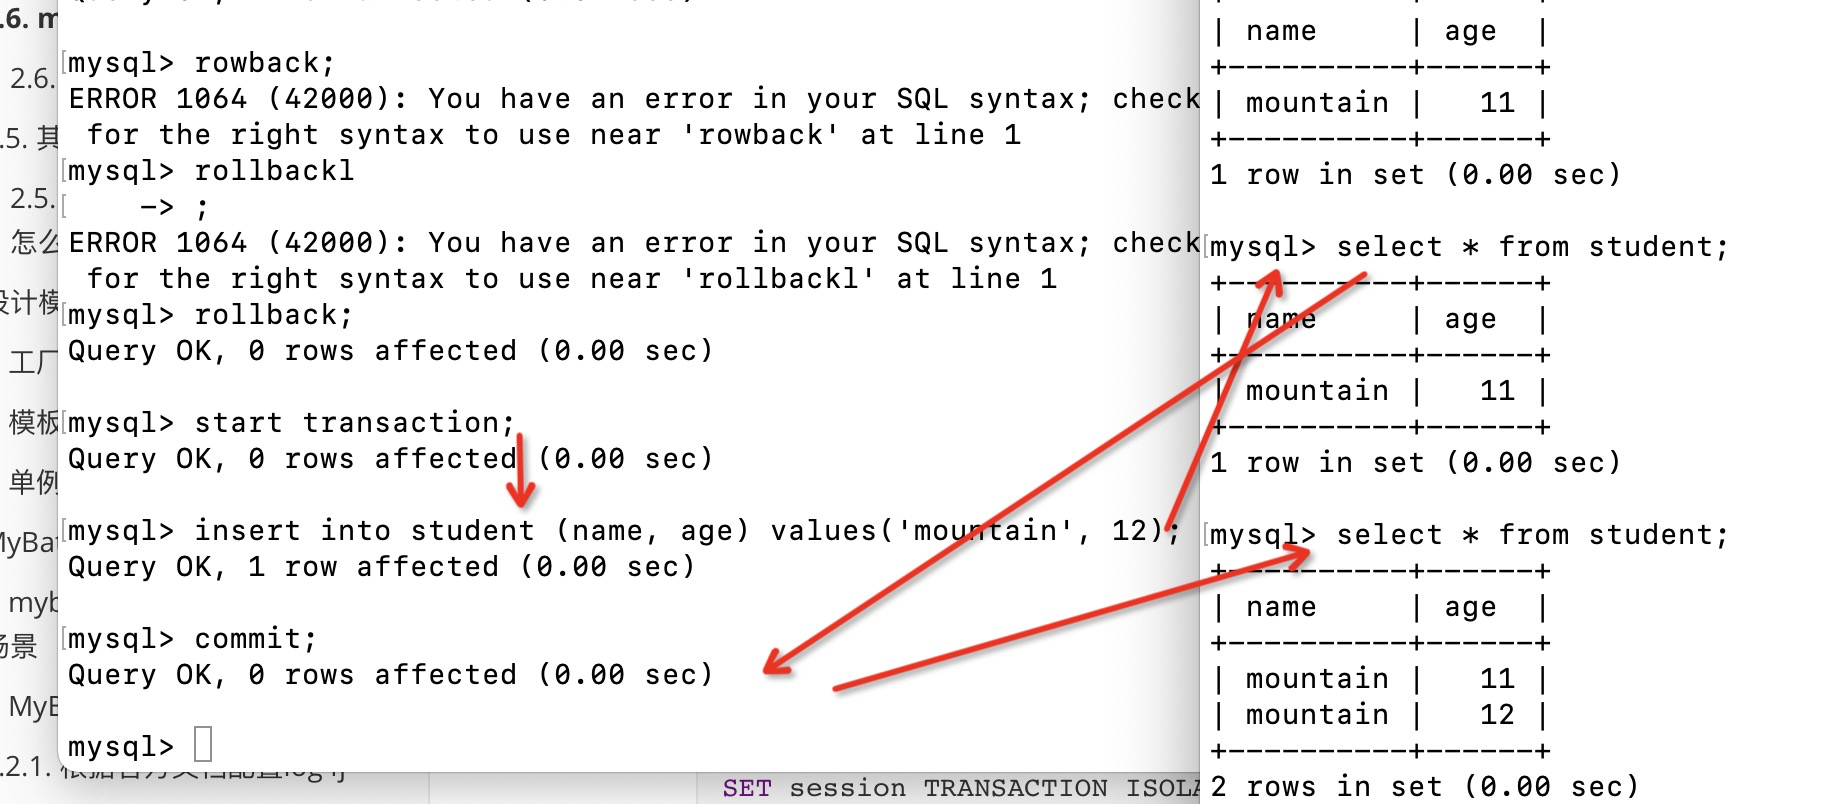 .6. m
2.6.
.5. 其
2.5.
怎么
设计模
工厂
模板
单例
MyBat
myb
场景
MyB
.2.1.
mysql> rowback;
ERROR 1064 (42000): You have an error in your SQL syntax; check
for the right syntax to use near 'rowback' at line 1
mysql> rollbackl
-> ;
ERROR 1064 (42000): You have an error in your SQL syntax; check
for the right syntax to use near 'rollbackl' at line 1
mysql> rollback;
Query OK, 0 rows affected (0.00 sec)
mysql> start transaction;
Query OK, 0 rows affected (0.00 sec)
mysql> insert into student (name, age) values('mountain', 12);
Query OK, 1 row affected (0.00 sec)
mysql> commit;
Query OK, 0 rows affected (0.00 sec)
mysql>
SET session TRANSACTION ISOLA
| name | age |
+-----------+------+
| mountain | 11 |
+-----------+------+
1 row in set (0.00 sec)
mysql> select * from student;
+-----------+------+
| name | age |
+-----------+------+
| mountain | 11 |
+-----------+------+
1 row in set (0.00 sec)
mysql> select * from student;
+-----------+------+
| name | age |
+-----------+------+
| mountain | 11 |
| mountain | 12 |
+-----------+------+
2 rows in set (0.00 sec)